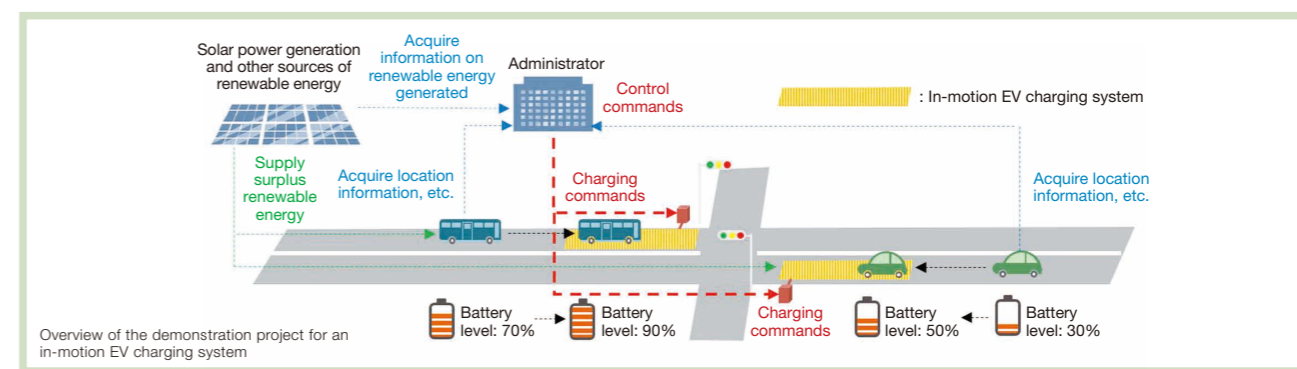 Solar power generation
and other sources of
renewable energy
Acquire
information on
renewable energy
generated
Administrator
Control
commands
: In-motion EV charging system
Supply
surplus
renewable
energy
Acquire location
information, etc.
Charging
commands
Acquire location
information, etc.
Battery
level: 70%
Battery
level: 90%
Charging
commands
Battery
level: 50%
Battery
level: 30%
Overview of the demonstration project for an
in-motion EV charging system